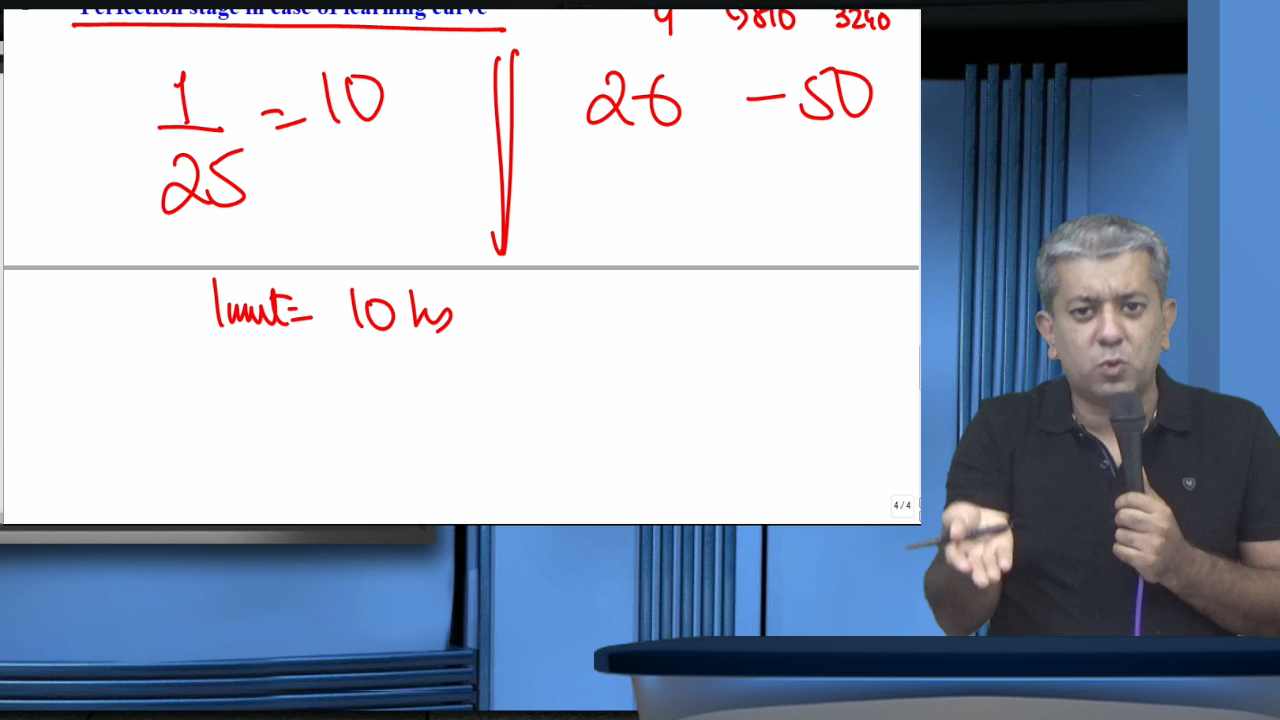 Perfection stage in case of learning curve
4 5810 3240
1
25 = 10
26 - 50
1 unit = 10 hrs
4 / 4